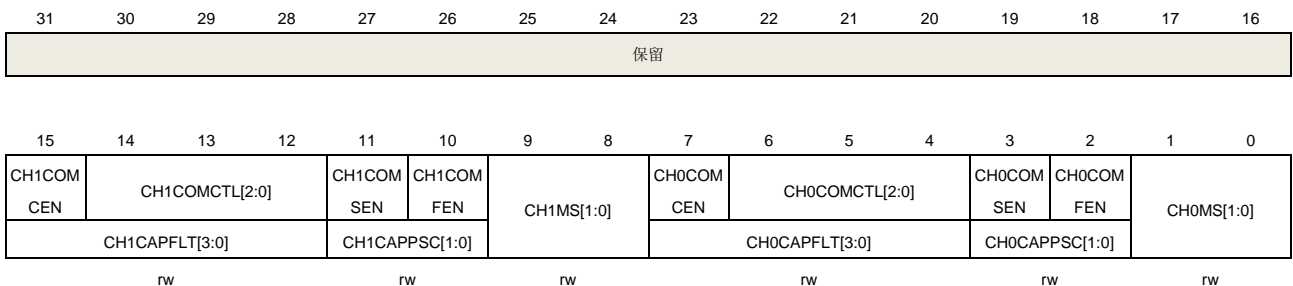 31 30 29 28 27 26 25 24 23 22 21 20 19 18 17 16
保留
15 14 13 12 11 10 9 8 7 6 5 4 3 2 1 0
CH1COM CH1COM CH1COM CH0COM CH0COM CH0COM
CH1COMCTL[2:0] CH0COMCTL[2:0]
CEN SEN FEN CH1MS[1:0] CEN SEN FEN CH0MS[1:0]
CH1CAPFLT[3:0] CH1CAPPSC[1:0] CH0CAPFLT[3:0] CH0CAPPSC[1:0]
rw rw rw rw rw rw